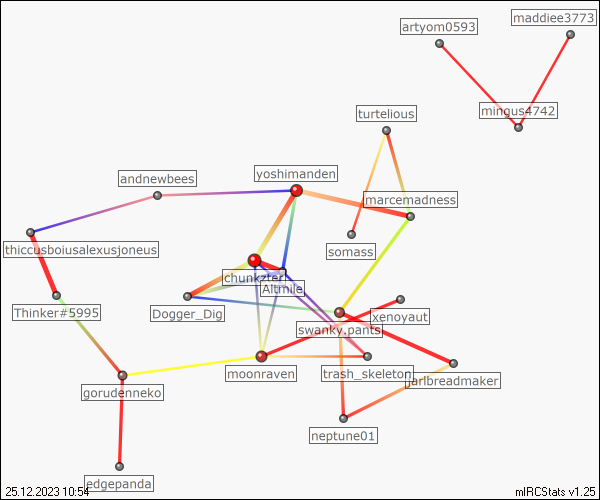 maddiee3773
artyom0593
mingus4742
turtelious
yoshimanden
andnewbees
marcemadness
thiccusboiusalexusjoneus
somass
chunkzter
Altmile
Thinker#5995
Dogger_Dig
xenoyaut
swanky.pants
moonraven
trash_skeleton
jarlbreadmaker
gorudenneko
neptune01
edgepanda
25.12.2023 10:54
mIRCStats v1.25